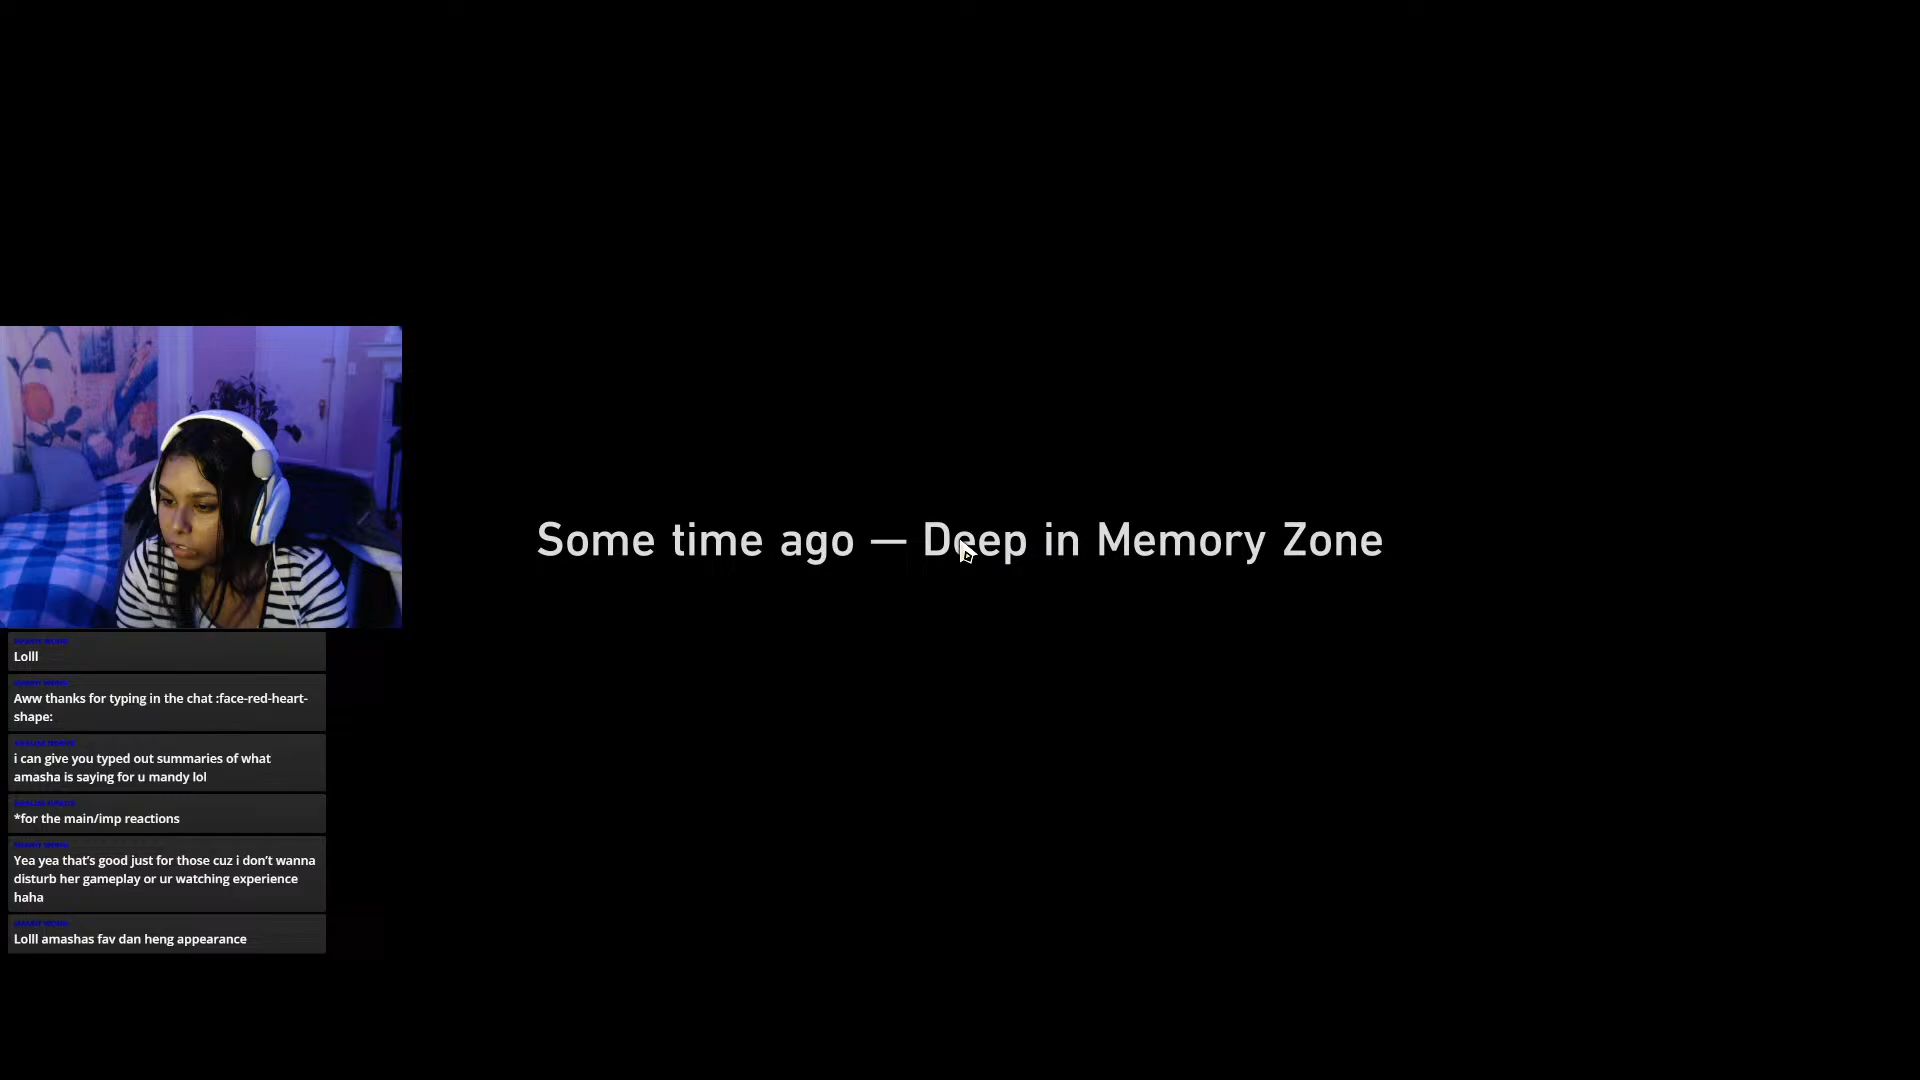 Some time ago — Deep in Memory Zone
Lolll
Aww thanks for typing in the chat :face-red-heart-
shape:
i can give you typed out summaries of what
amasha is saying for u mandy lol
*for the main/imp reactions
Yea yea that’s good just for those cuz i don’t wanna
disturb her gameplay or ur watching experience
haha
Lolll amashas fav dan heng appearance